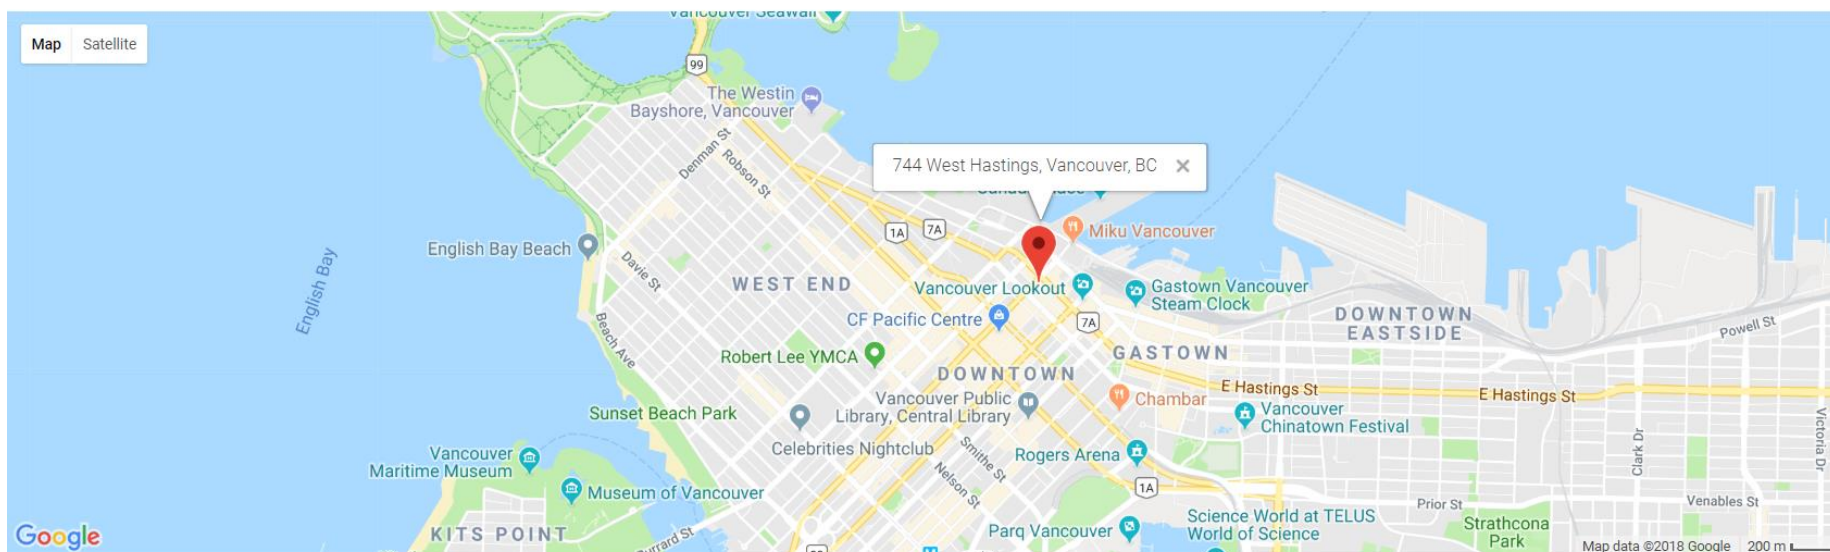 Vancouver Seawall
Map Satellite
99
The Westin
Bayshore, Vancouver
Denman St
Robson St
744 West Hastings, Vancouver, BC
1A
7A
Miku Vancouver
English Bay Beach
Davie St
English Bay
WEST END
Vancouver Lookout
Gastown Vancouver
Steam Clock
CF Pacific Centre
7A
DOWNTOWN
EASTSIDE
Powell St
Beach Ave
Robert Lee YMCA
GASTOWN
DOWNTOWN
E Hastings St
E Hastings St
Vancouver Public
Library, Central Library
Chambar
Sunset Beach Park
Vancouver
Chinatown Festival
Celebrities Nightclub
Smithe St
Nelson St
Rogers Arena
Clark Dr
Victoria Dr
Vancouver
Maritime Museum
Museum of Vancouver
1A
Prior St
Venables St
KITS POINT
Parq Vancouver
Science World at TELUS
World of Science
Strathcona
Park
Google
Map data ©2018 Google 200 m